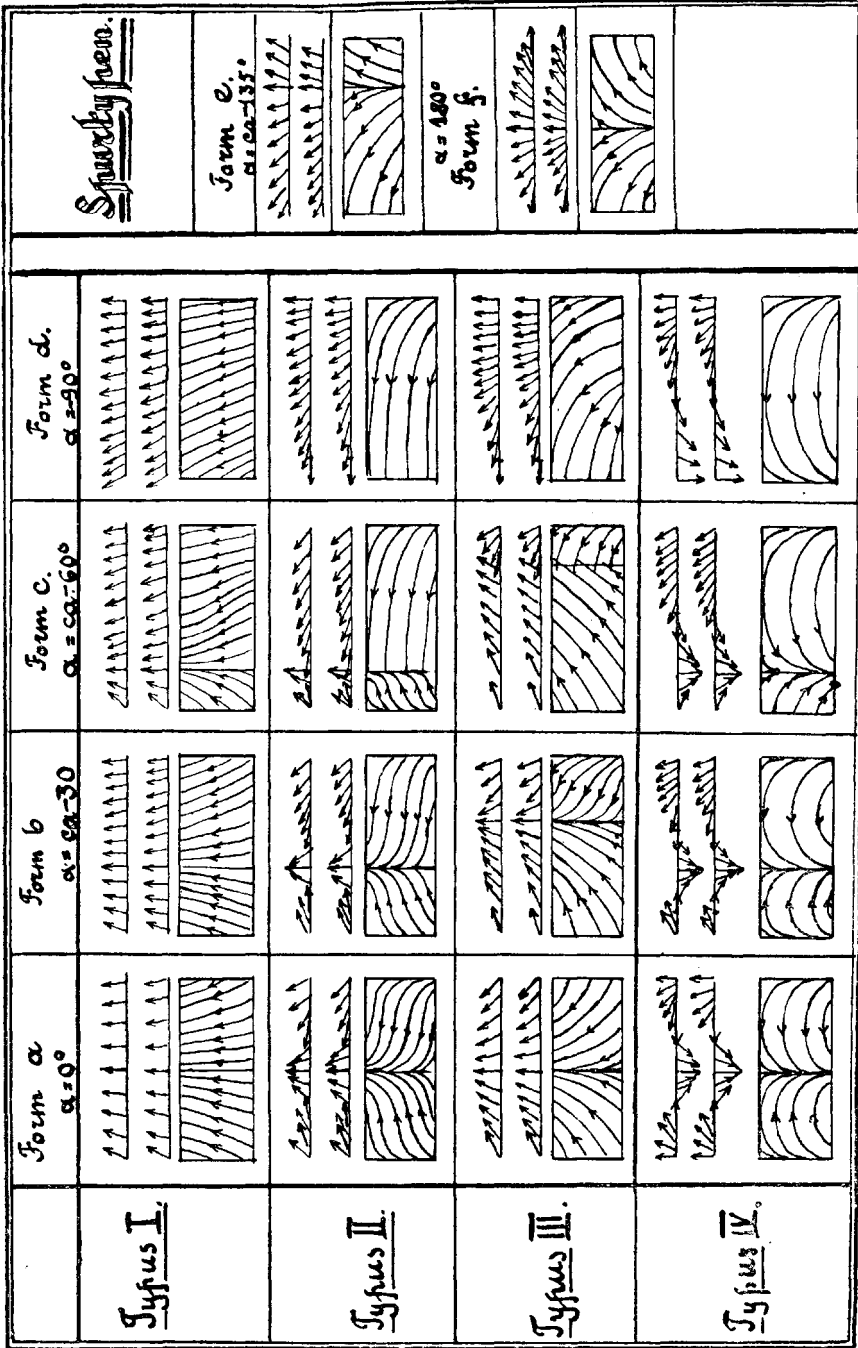 Spurtypen.
Form a
α=0°
Form b
α=ca-30
Form c.
α=ca-60°
Form d.
α=-90°
Form e.
α=ca-135°
α=180°
Form f.
Typus I.
Typus II.
Typus III.
Typus IV.